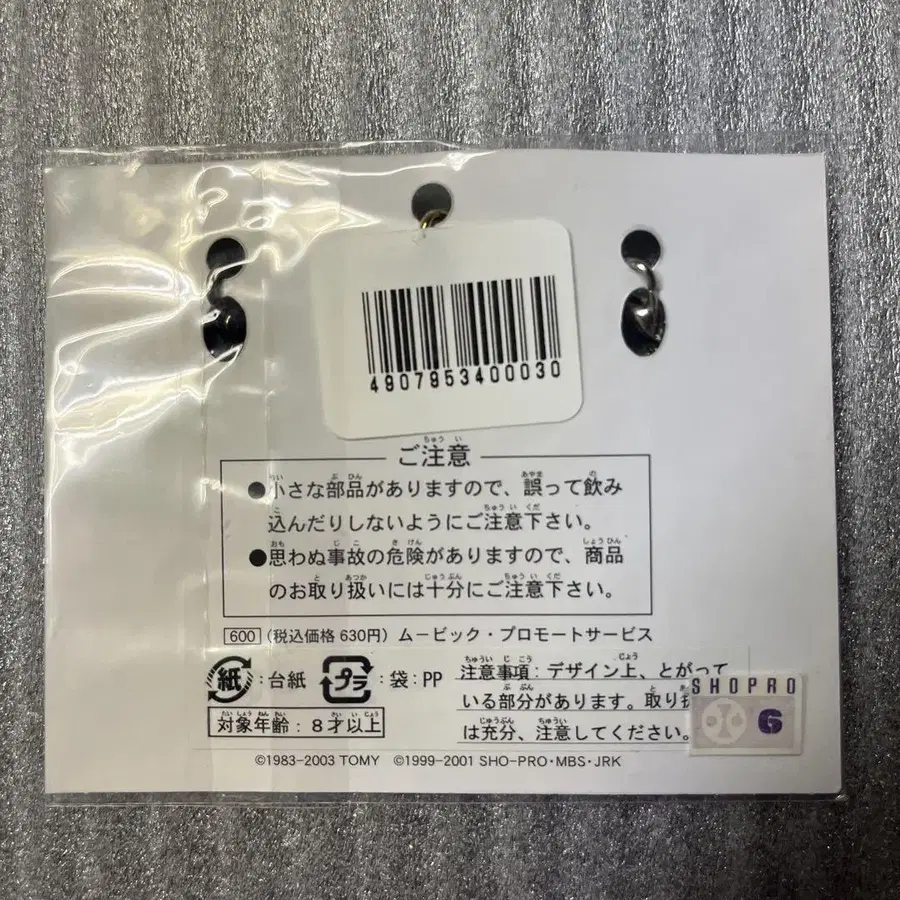 4907953400030
ご注意
●小さな部品がありますので、誤って飲み
込んだりしないようにご注意下さい。
●思わぬ事故の危険がありますので、商品
のお取り扱いには十分にご注意下さい。
600 (税込価格 630円) ムービック・プロモートサービス
紙:台紙 プラ:袋:PP
対象年齢:8才以上
注意事項:デザイン上、とがって
いる部分があります。取り扱
は充分、注意してください。
SHOPRO
6
©1983-2003 TOMY ©1999-2001 SHO-PRO・MBS・JRK